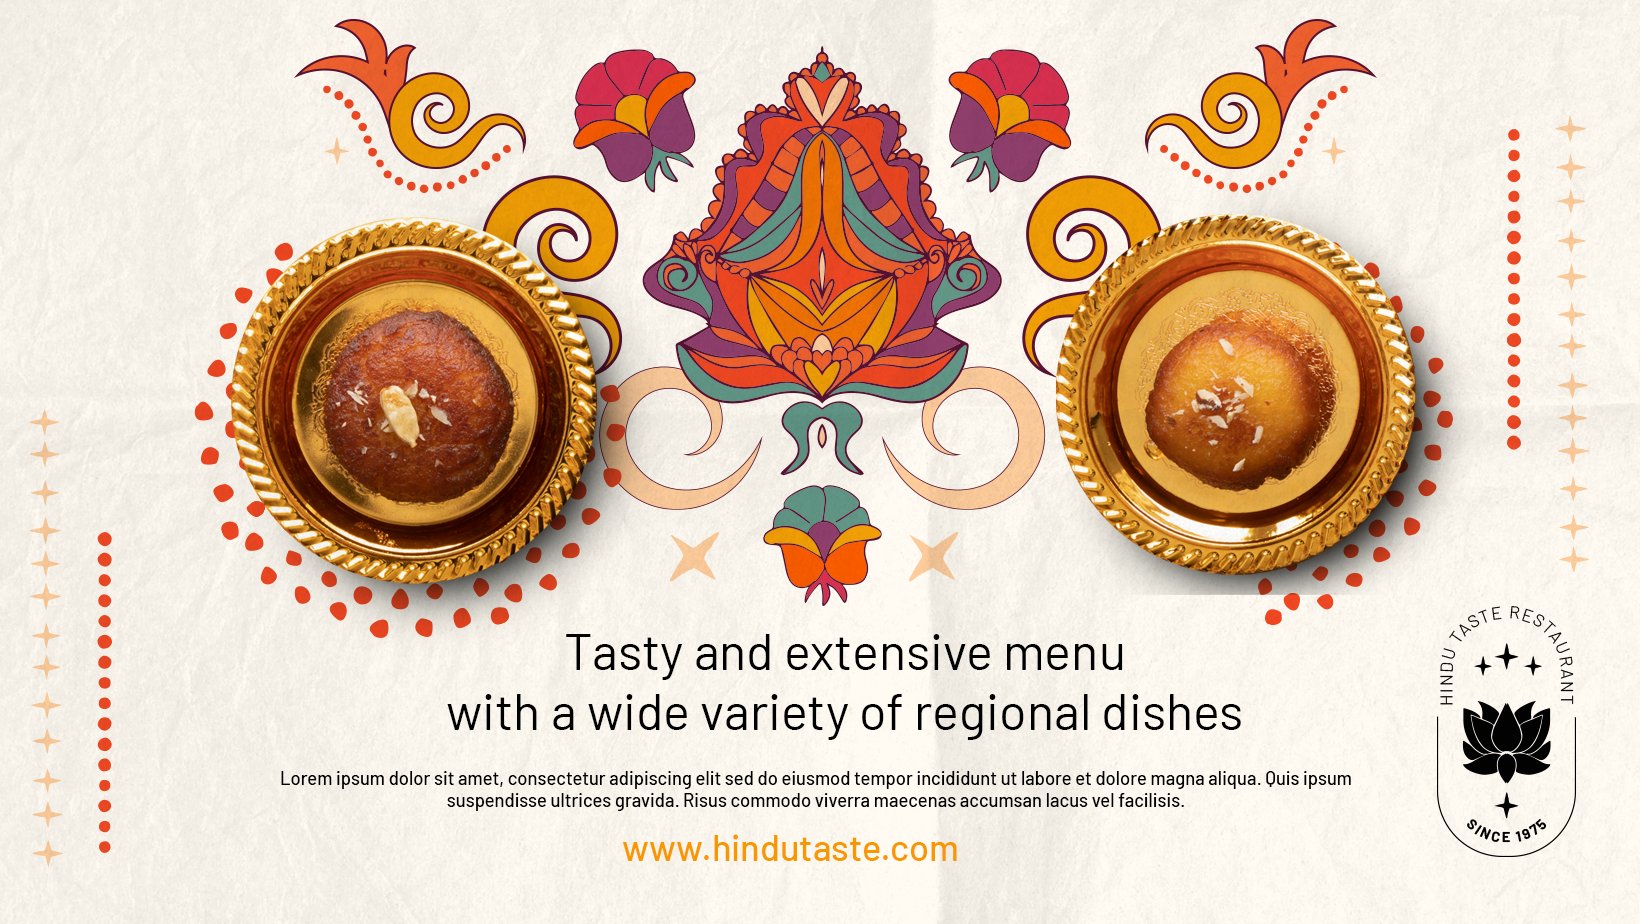 Tasty and extensive menu
with a wide variety of regional dishes
Lorem ipsum dolor sit amet, consectetur adipiscing elit sed do eiusmod tempor incididunt ut labore et dolore magna aliqua. Quis ipsum
suspendisse ultrices gravida. Risus commodo viverra maecenas accumsan lacus vel facilisis.
www.hindutaste.com
HINDU TASTE RESTAURANT
SINCE 1975